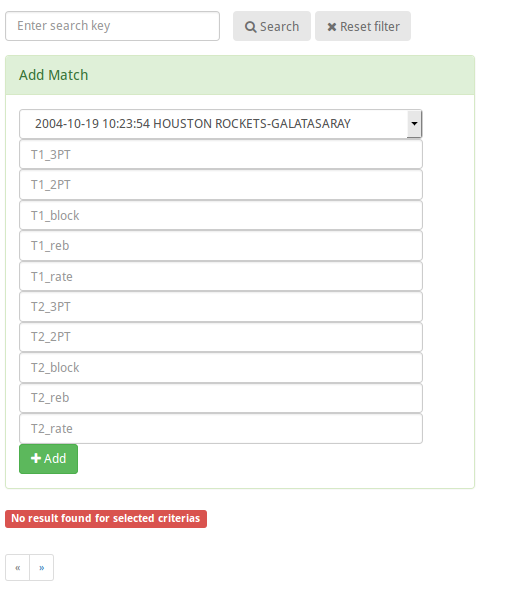 Enter search key
Search
Reset filter
Add Match
2004-10-19 10:23:54 HOUSTON ROCKETS-GALATASARAY
T1_3PT
T1_2PT
T1_block
T1_reb
T1_rate
T2_3PT
T2_2PT
T2_block
T2_reb
T2_rate
Add
No result found for selected criterias
« »